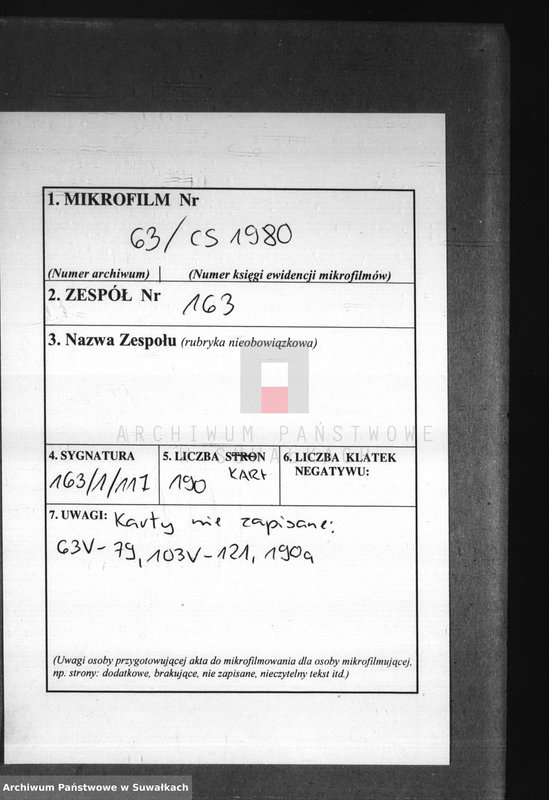 1. MIKROFILM Nr
63/CS 1980
(Numer archiwum) (Numer księgi ewidencji mikrofilmów)
2. ZESPÓŁ Nr 163
3. Nazwa Zespołu (rubryka nieobowiązkowa)
ARCHIWUM PAŃSTWOWE
4. SYGNATURA
163/1/117
5. LICZBA STRON
KART
190
6. LICZBA KLATEK
NEGATYWU:
7. UWAGI: Karty nie zapisane:
63V-79, 103V-121, 190a
(Uwagi osoby przygotowującej akta do mikrofilmowania dla osoby mikrofilmującej,
np. strony: dodatkowe, brakujące, nie zapisane, nieczytelny tekst itd.)
Archiwum Państwowe w Suwałkach